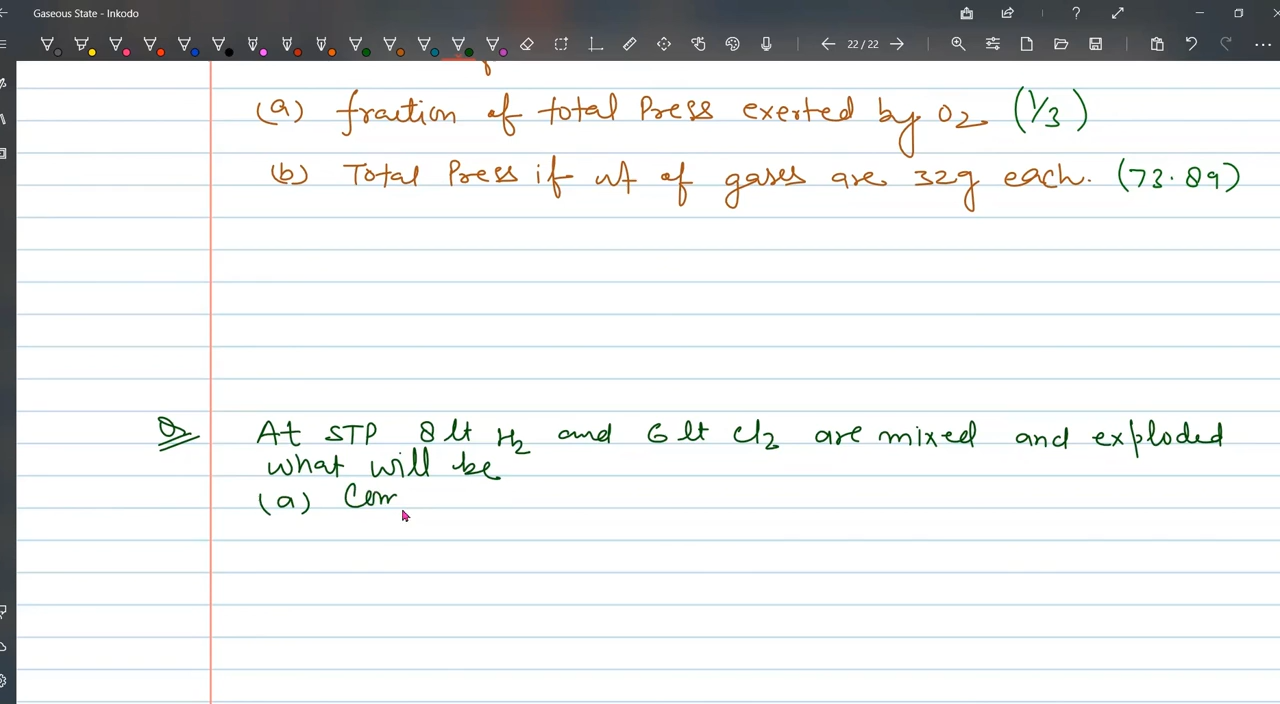 Gaseous State - Inkodo
22 / 22
(a) fraction of total Press exerted by O2 (1/3)
(b) Total Press if wt of gases are 32g each. (73.89)
Q. At STP 8 lt H2 and 6 lt Cl2 are mixed and exploded
what will be
(a) Com